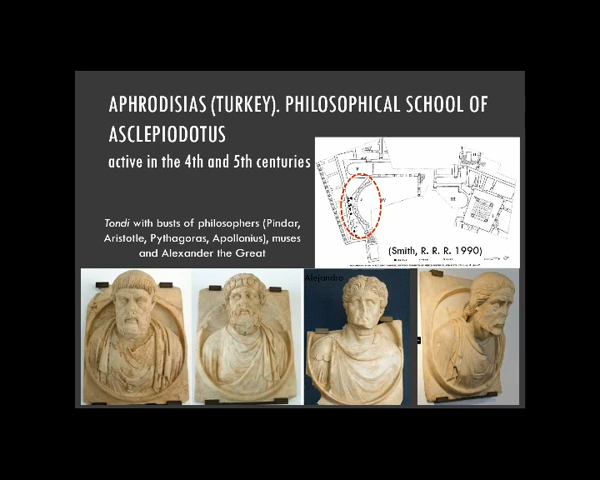 APHRODISIAS (TURKEY). PHILOSOPHICAL SCHOOL OF
ASCLEPIODOTUS
active in the 4th and 5th centuries
Tondi with busts of philosophers (Pindar,
Aristotle, Pythagoras, Apollonius), muses
and Alexander the Great
(Smith, R. R. R. 1990)
Alejandro